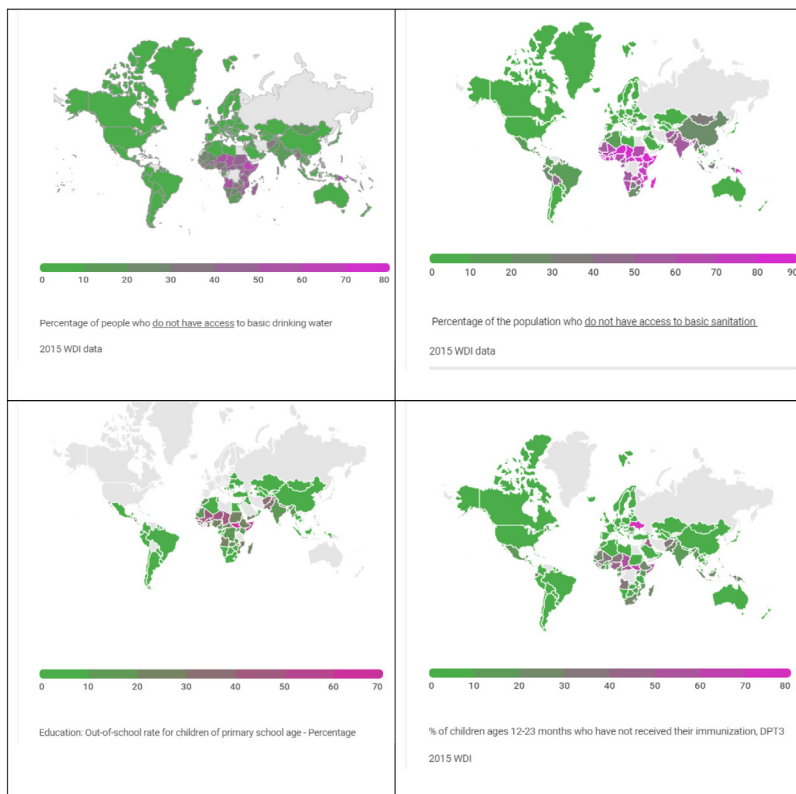 0 10 20 30 40 50 60 70 80
Percentage of people who do not have access to basic drinking water
2015 WDI data
0 10 20 30 40 50 60 70 80 90
Percentage of the population who do not have access to basic sanitation
2015 WDI data
0 10 20 30 40 50 60 70
Education: Out-of-school rate for children of primary school age - Percentage
0 10 20 30 40 50 60 70 80
% of children ages 12-23 months who have not received their immunization, DPT3
2015 WDI